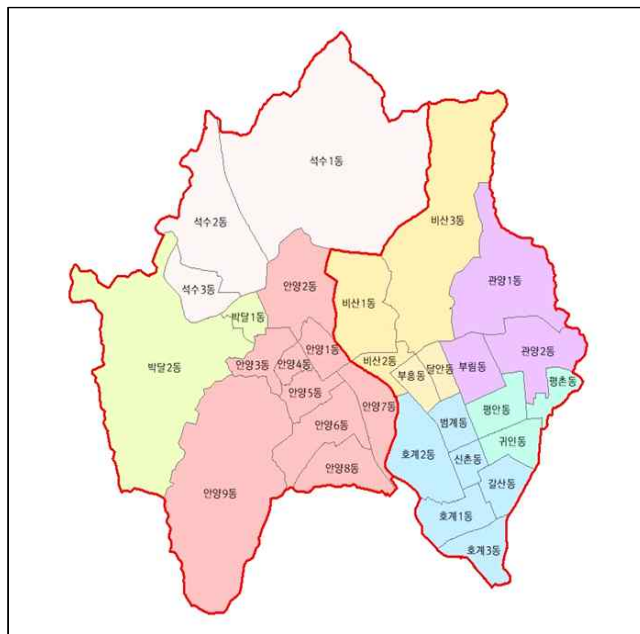 석수1동
석수2동
비산3동
석수3동
안양2동
관양1동
비산1동
박달1동
안양1동
관양2동
박달2동
안양3동
안양4동
비산2동
부흥동
달안동
부림동
평촌동
안양5동
안양7동
범계동
평안동
안양6동
귀인동
호계2동
신촌동
안양8동
갈산동
안양9동
호계1동
호계3동